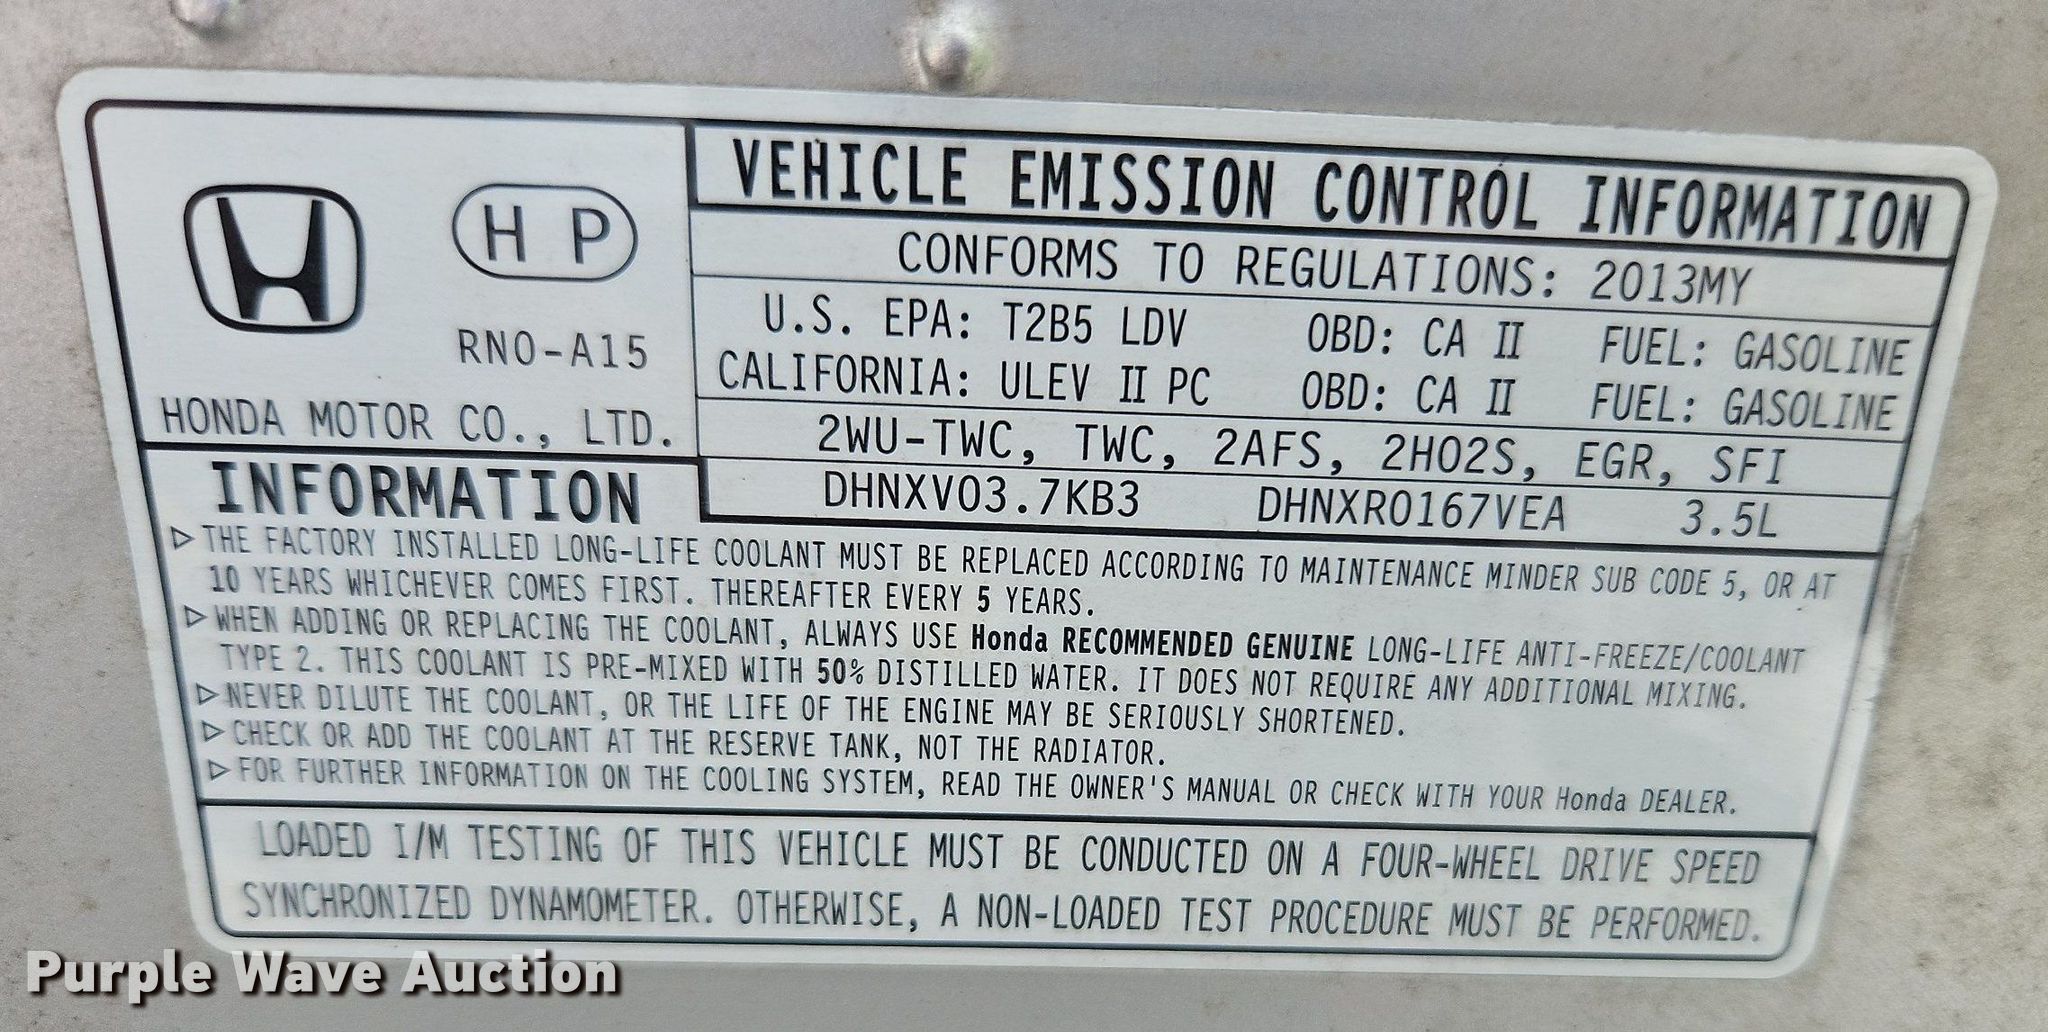 H P
RNO-A15
HONDA MOTOR CO., LTD.
VEHICLE EMISSION CONTROL INFORMATION
CONFORMS TO REGULATIONS: 2013MY
U.S. EPA: T2B5 LDV OBD: CA II FUEL: GASOLINE
CALIFORNIA: ULEV II PC OBD: CA II FUEL: GASOLINE
2WU-TWC, TWC, 2AFS, 2HO2S, EGR, SFI
DHNXV03.7KB3 DHNXR0167VEA 3.5L
INFORMATION
▷THE FACTORY INSTALLED LONG-LIFE COOLANT MUST BE REPLACED ACCORDING TO MAINTENANCE MINDER SUB CODE 5, OR AT
10 YEARS WHICHEVER COMES FIRST. THEREAFTER EVERY 5 YEARS.
▷WHEN ADDING OR REPLACING THE COOLANT, ALWAYS USE Honda RECOMMENDED GENUINE LONG-LIFE ANTI-FREEZE/COOLANT
TYPE 2. THIS COOLANT IS PRE-MIXED WITH 50% DISTILLED WATER. IT DOES NOT REQUIRE ANY ADDITIONAL MIXING.
▷NEVER DILUTE THE COOLANT, OR THE LIFE OF THE ENGINE MAY BE SERIOUSLY SHORTENED.
▷CHECK OR ADD THE COOLANT AT THE RESERVE TANK, NOT THE RADIATOR.
▷FOR FURTHER INFORMATION ON THE COOLING SYSTEM, READ THE OWNER'S MANUAL OR CHECK WITH YOUR Honda DEALER.
LOADED I/M TESTING OF THIS VEHICLE MUST BE CONDUCTED ON A FOUR-WHEEL DRIVE SPEED
SYNCHRONIZED DYNAMOMETER. OTHERWISE, A NON-LOADED TEST PROCEDURE MUST BE PERFORMED.
Purple Wave Auction